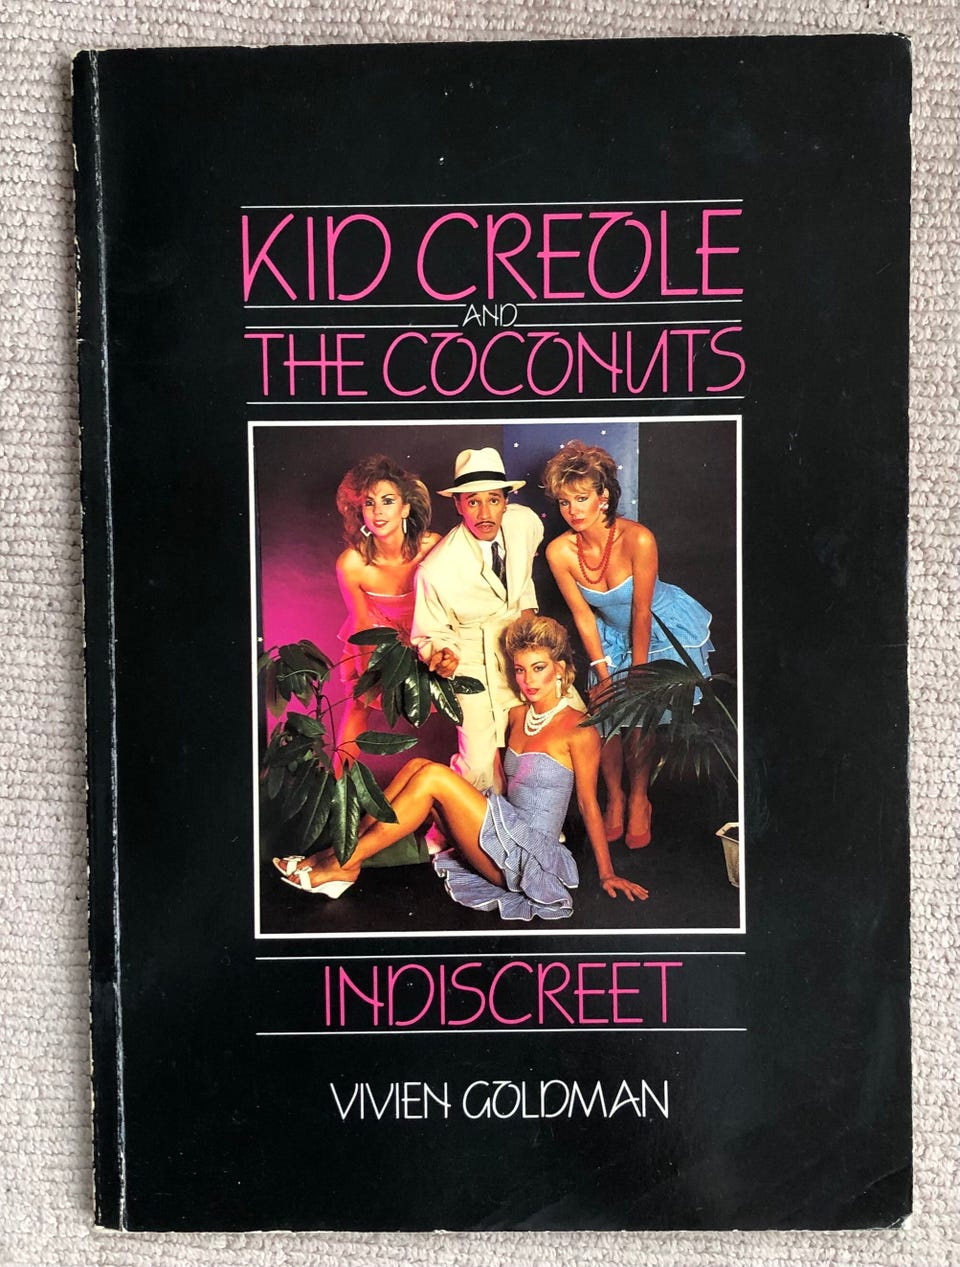 KID CREOLE
AND
THE COCONUTS
INDISCREET
VIVIEN GOLDMAN